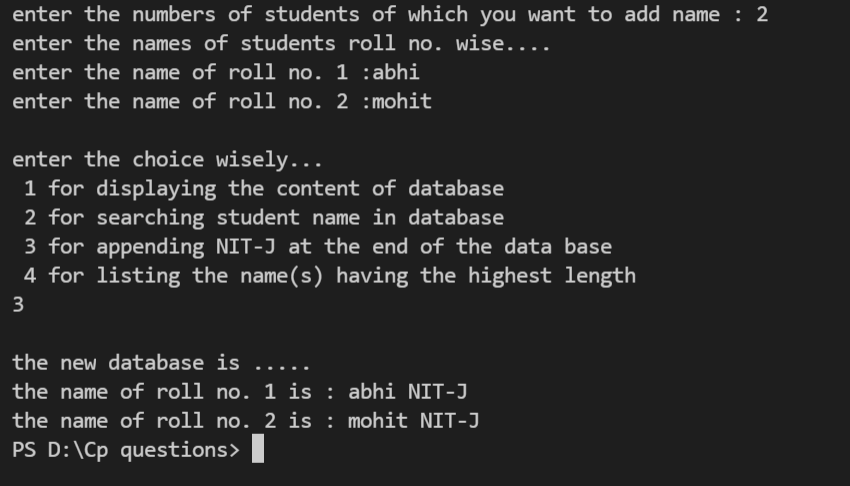 enter the numbers of students of which you want to add name : 2
enter the names of students roll no. wise....
enter the name of roll no. 1 :abhi
enter the name of roll no. 2 :mohit
enter the choice wisely...
1 for displaying the content of database
2 for searching student name in database
3 for appending NIT-J at the end of the data base
4 for listing the name(s) having the highest length
3
the new database is .....
the name of roll no. 1 is : abhi NIT-J
the name of roll no. 2 is : mohit NIT-J
PS D:\Cp questions>